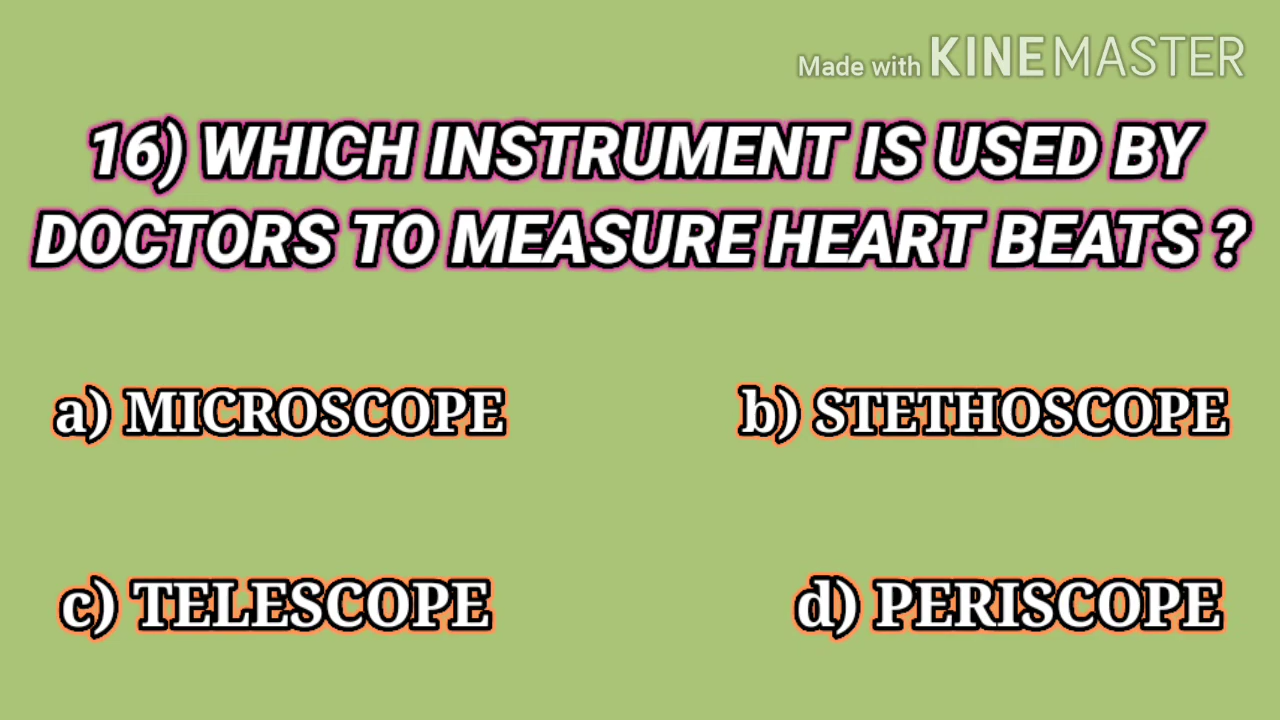 Made with KINEMASTER
16) WHICH INSTRUMENT IS USED BY
DOCTORS TO MEASURE HEART BEATS ?
a) MICROSCOPE
b) STETHOSCOPE
c) TELESCOPE
d) PERISCOPE